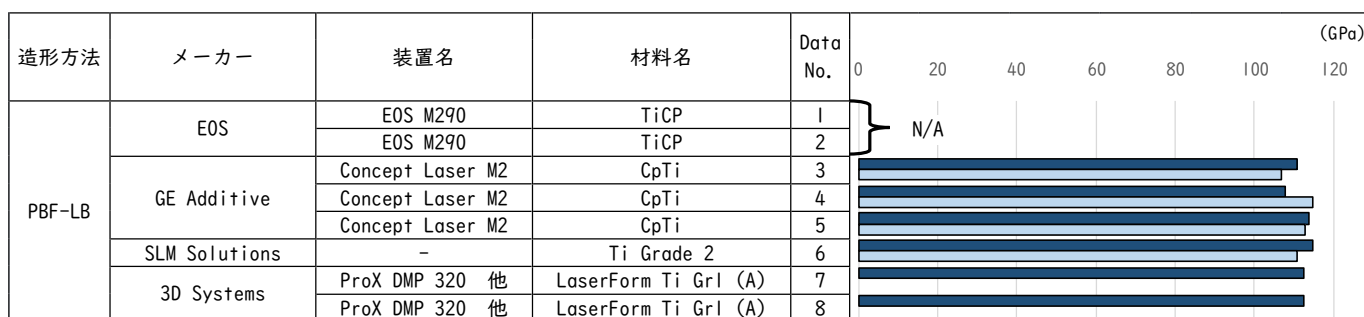 (GPa)
造形方法 メーカー 装置名 材料名 Data No. 0 20 40 60 80 100 120
PBF-LB
EOS
EOS M290 TiCP 1
N/A
EOS M290 TiCP 2
GE Additive
Concept Laser M2 CpTi 3
Concept Laser M2 CpTi 4
Concept Laser M2 CpTi 5
SLM Solutions - Ti Grade 2 6
3D Systems
ProX DMP 320 他 LaserForm Ti Gr1 (A) 7
ProX DMP 320 他 LaserForm Ti Gr1 (A) 8